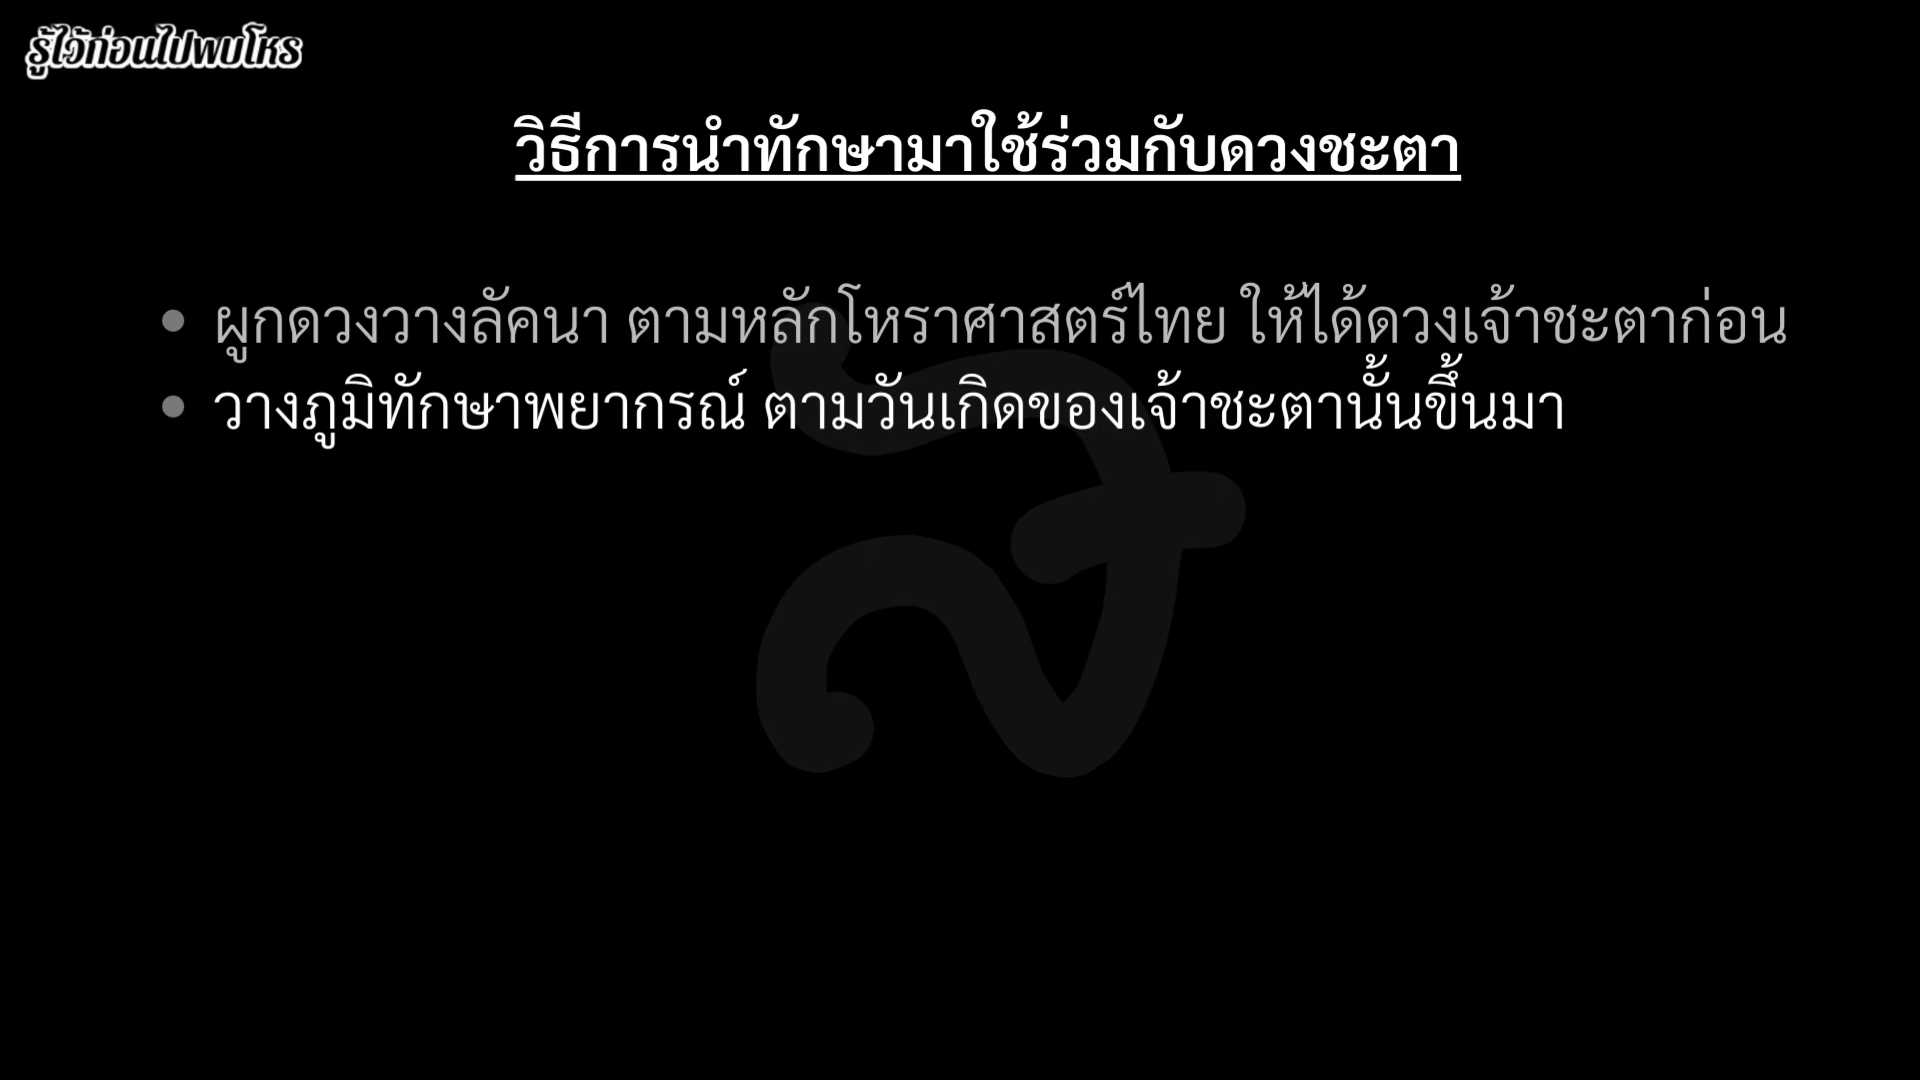 รู้ไว้ก่อนไปพบโหร
วิธีการนำทักษามาใช้ร่วมกับดวงชะตา
• ผูกดวงวางลัคนา ตามหลักโหราศาสตร์ไทย ให้ได้ดวงเจ้าชะตาก่อน
• วางภูมิทักษาพยากรณ์ ตามวันเกิดของเจ้าชะตานั้นขึ้นมา